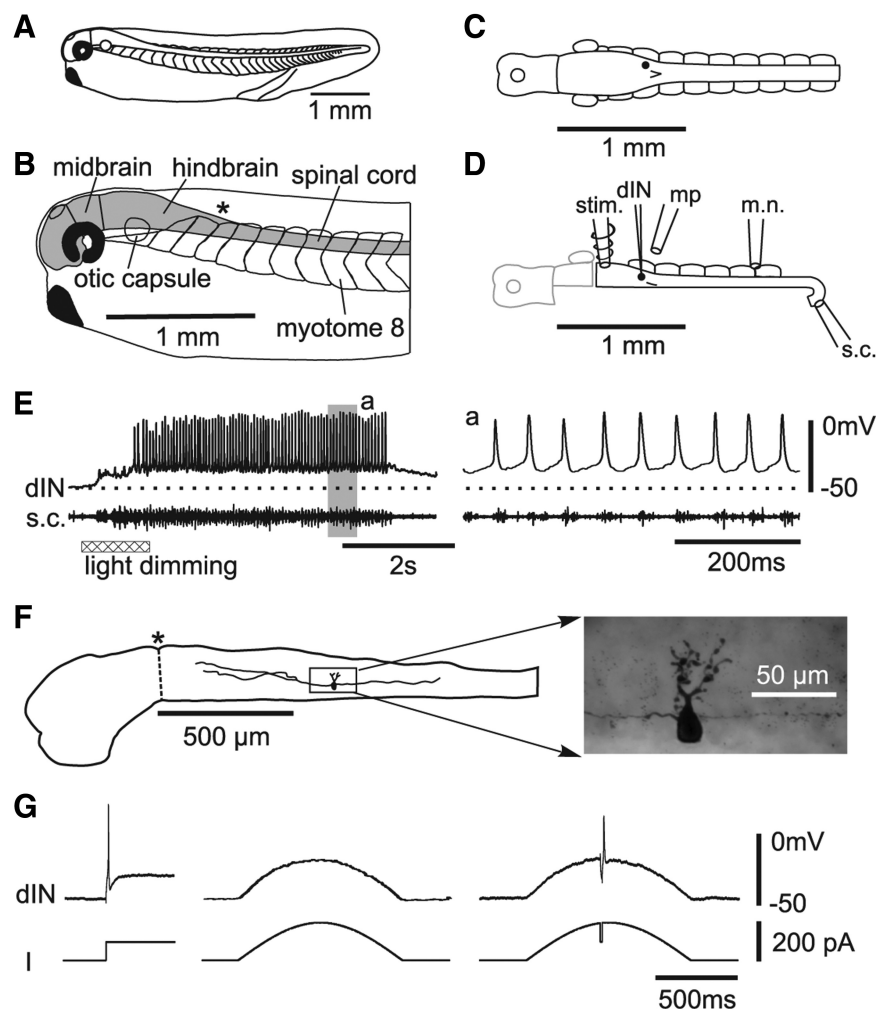 A
1 mm
B
midbrain
hindbrain
spinal cord
*
otic capsule
1 mm
myotome 8
C
>
1 mm
D
stim.
dIN
mp
m.n.
1 mm
s.c.
E
a
dIN
s.c.
light dimming
2s
a
0mV
-50
200ms
F
*
500 µm
50 µm
G
dIN
I
0mV
-50
200 pA
500ms